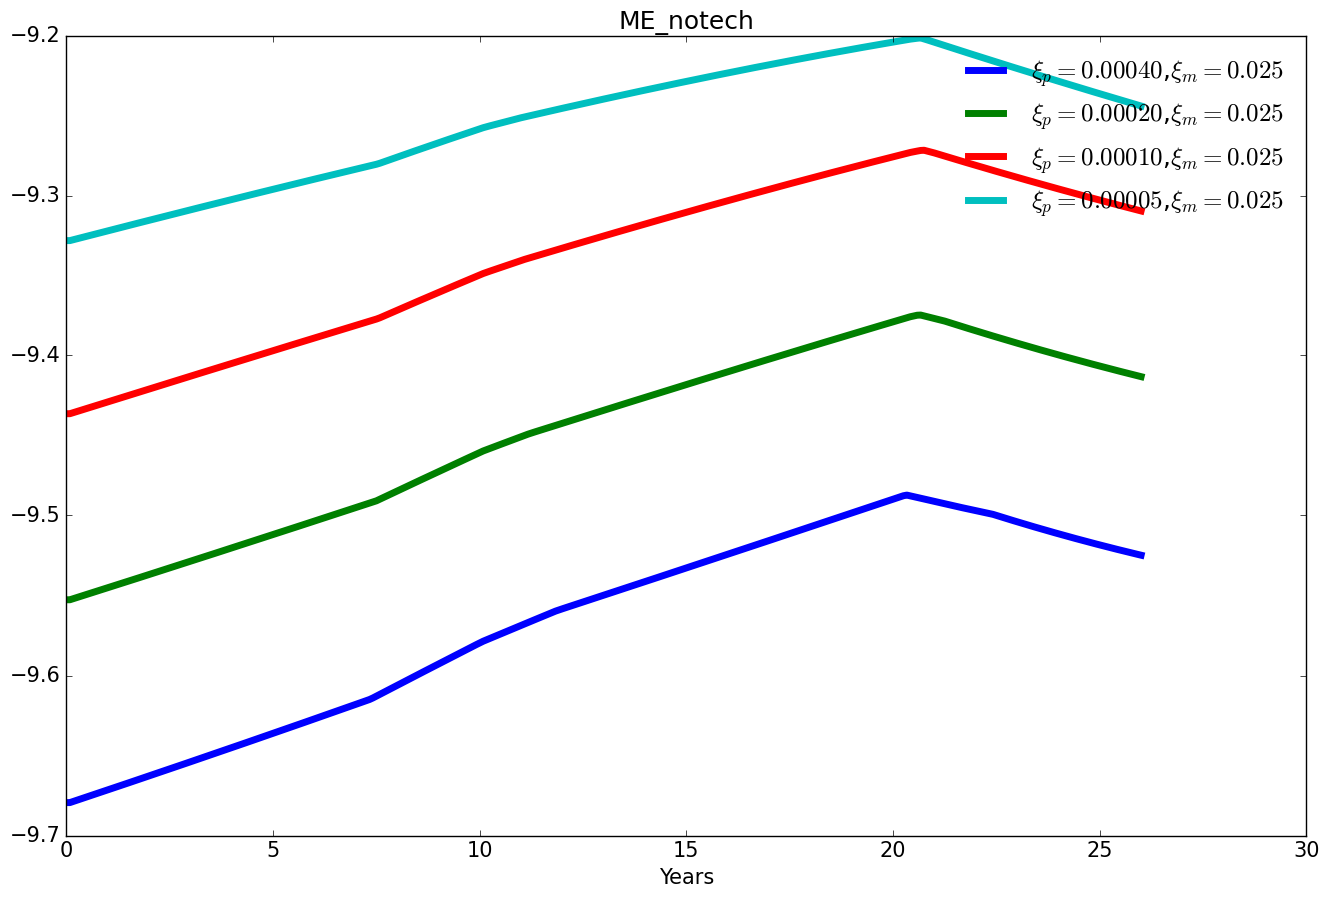 ME_notech
−9.2
ξp = 0.00040,ξm = 0.025
ξp = 0.00020,ξm = 0.025
ξp = 0.00010,ξm = 0.025
ξp = 0.00005,ξm = 0.025
−9.3
−9.4
−9.5
−9.6
−9.7
0 5 10 15 20 25 30
Years